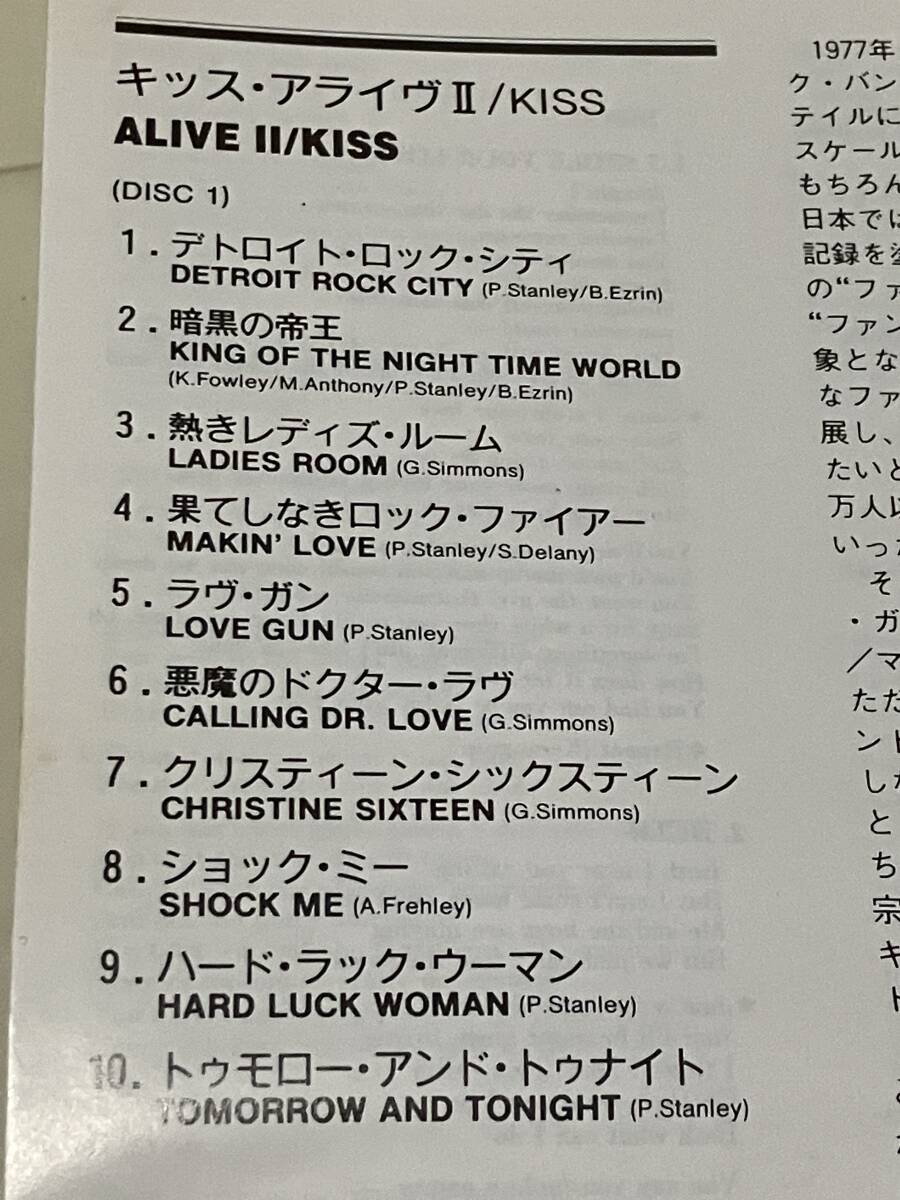 キッス・アライヴⅡ/KISS
ALIVE II/KISS
(DISC 1)
1. デトロイト・ロック・シティ
DETROIT ROCK CITY (P.Stanley/B.Ezrin)
2. 暗黒の帝王
KING OF THE NIGHT TIME WORLD
(K.Fowley/M.Anthony/P.Stanley/B.Ezrin)
3. 熱きレディズ・ルーム
LADIES ROOM (G.Simmons)
4. 果てしなきロック・ファイアー
MAKIN' LOVE (P.Stanley/S.Delany)
5. ラヴ・ガン
LOVE GUN (P.Stanley)
6. 悪魔のドクター・ラヴ
CALLING DR. LOVE (G.Simmons)
7. クリスティーン・シックスティーン
CHRISTINE SIXTEEN (G.Simmons)
8. ショック・ミー
SHOCK ME (A.Frehley)
9. ハード・ラック・ウーマン
HARD LUCK WOMAN (P.Stanley)
10. トゥモロー・アンド・トゥナイト
TOMORROW AND TONIGHT (P.Stanley)
1977年
ク・バン
テイルに
スケール
もちろん
日本では
記録を塗
の“ファ
“ファン
象とな
なファ
展し、
たいと
万人以
いった
そ
・ガ
/マ
ただ
ント
しか
と
ち
宗
キ
ト